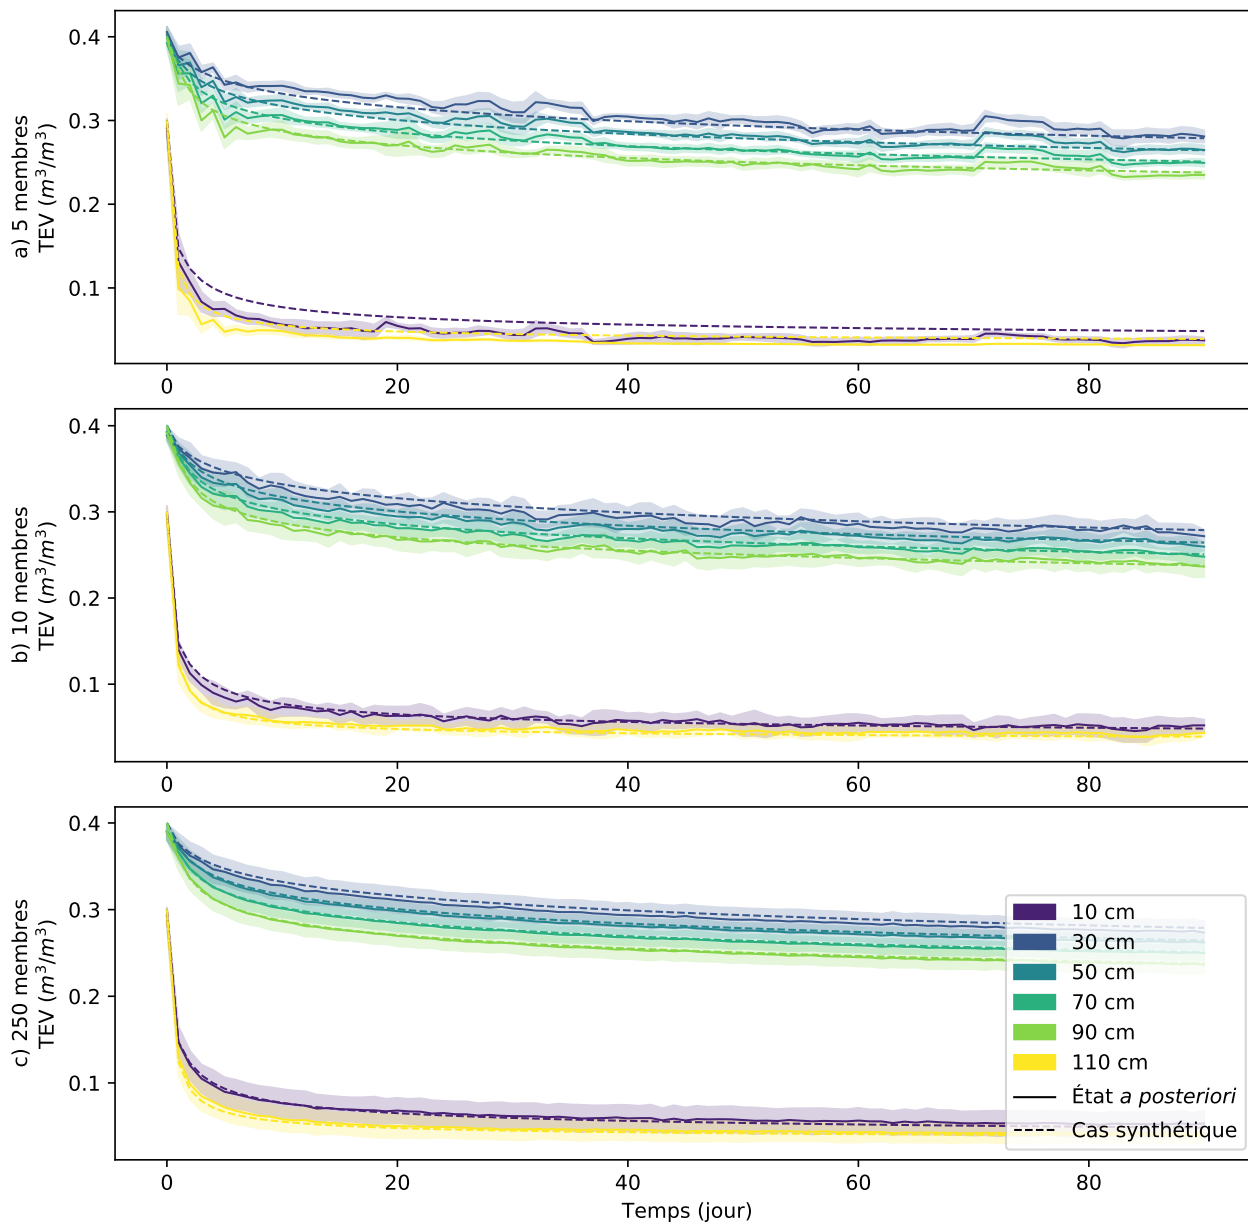 a) 5 membres
TEV (m³/m³)
0.4
0.3
0.2
0.1
0 20 40 60 80
b) 10 membres
TEV (m³/m³)
0.4
0.3
0.2
0.1
0 20 40 60 80
c) 250 membres
TEV (m³/m³)
0.4
0.3
0.2
0.1
10 cm
30 cm
50 cm
70 cm
90 cm
110 cm
État a posteriori
Cas synthétique
0 20 40 60 80
Temps (jour)